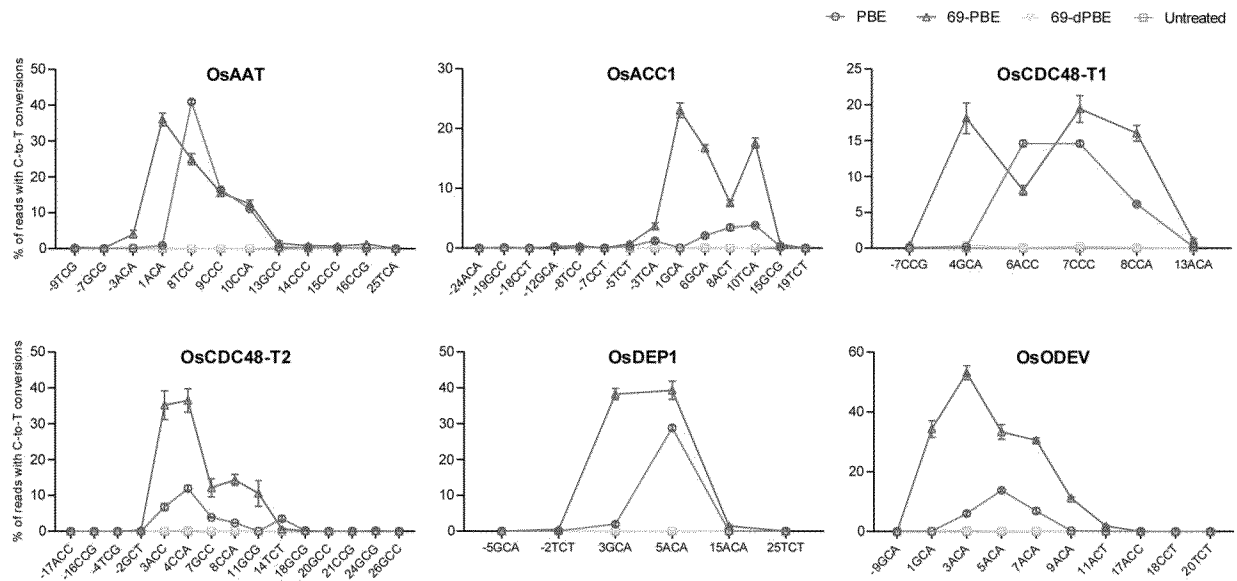 PBE 69-PBE 69-dPBE Untreated
% of reads with C-to-T conversions
OsAAT
50
40
30
20
10
0
-9TCG -7GCG -3ACA 1ACA 8TCC 9CCC 10CCA 13GCC 14CCC 15CCC 16CCG 25TCA
OsACC1
30
20
10
0
-24ACA -19GCC -18CCT -12GCA -8TCC -7CCT -5TCT -3TCA 1GCA 6GCA 8ACT 10TCA 15GCG 19TCT
OsCDC48-T1
25
20
15
10
5
0
-7CCG 4GCA 6ACC 7CCC 8CCA 13ACA
% of reads with C-to-T conversions
OsCDC48-T2
50
40
30
20
10
0
-17ACC -16CCG -4TCG -2GCT 3ACC 4CCA 7GCC 8CCA 11GCG 14TCT 18GCG 20GCC 21CCG 24GCG 26GCC
OsDEP1
50
40
30
20
10
0
-5GCA -2TCT 3GCA 5ACA 15ACA 25TCT
OsODEV
60
40
20
0
-9GCA 1GCA 3ACA 5ACA 7ACA 9ACA 11ACT 17ACC 18CCT 20TCT